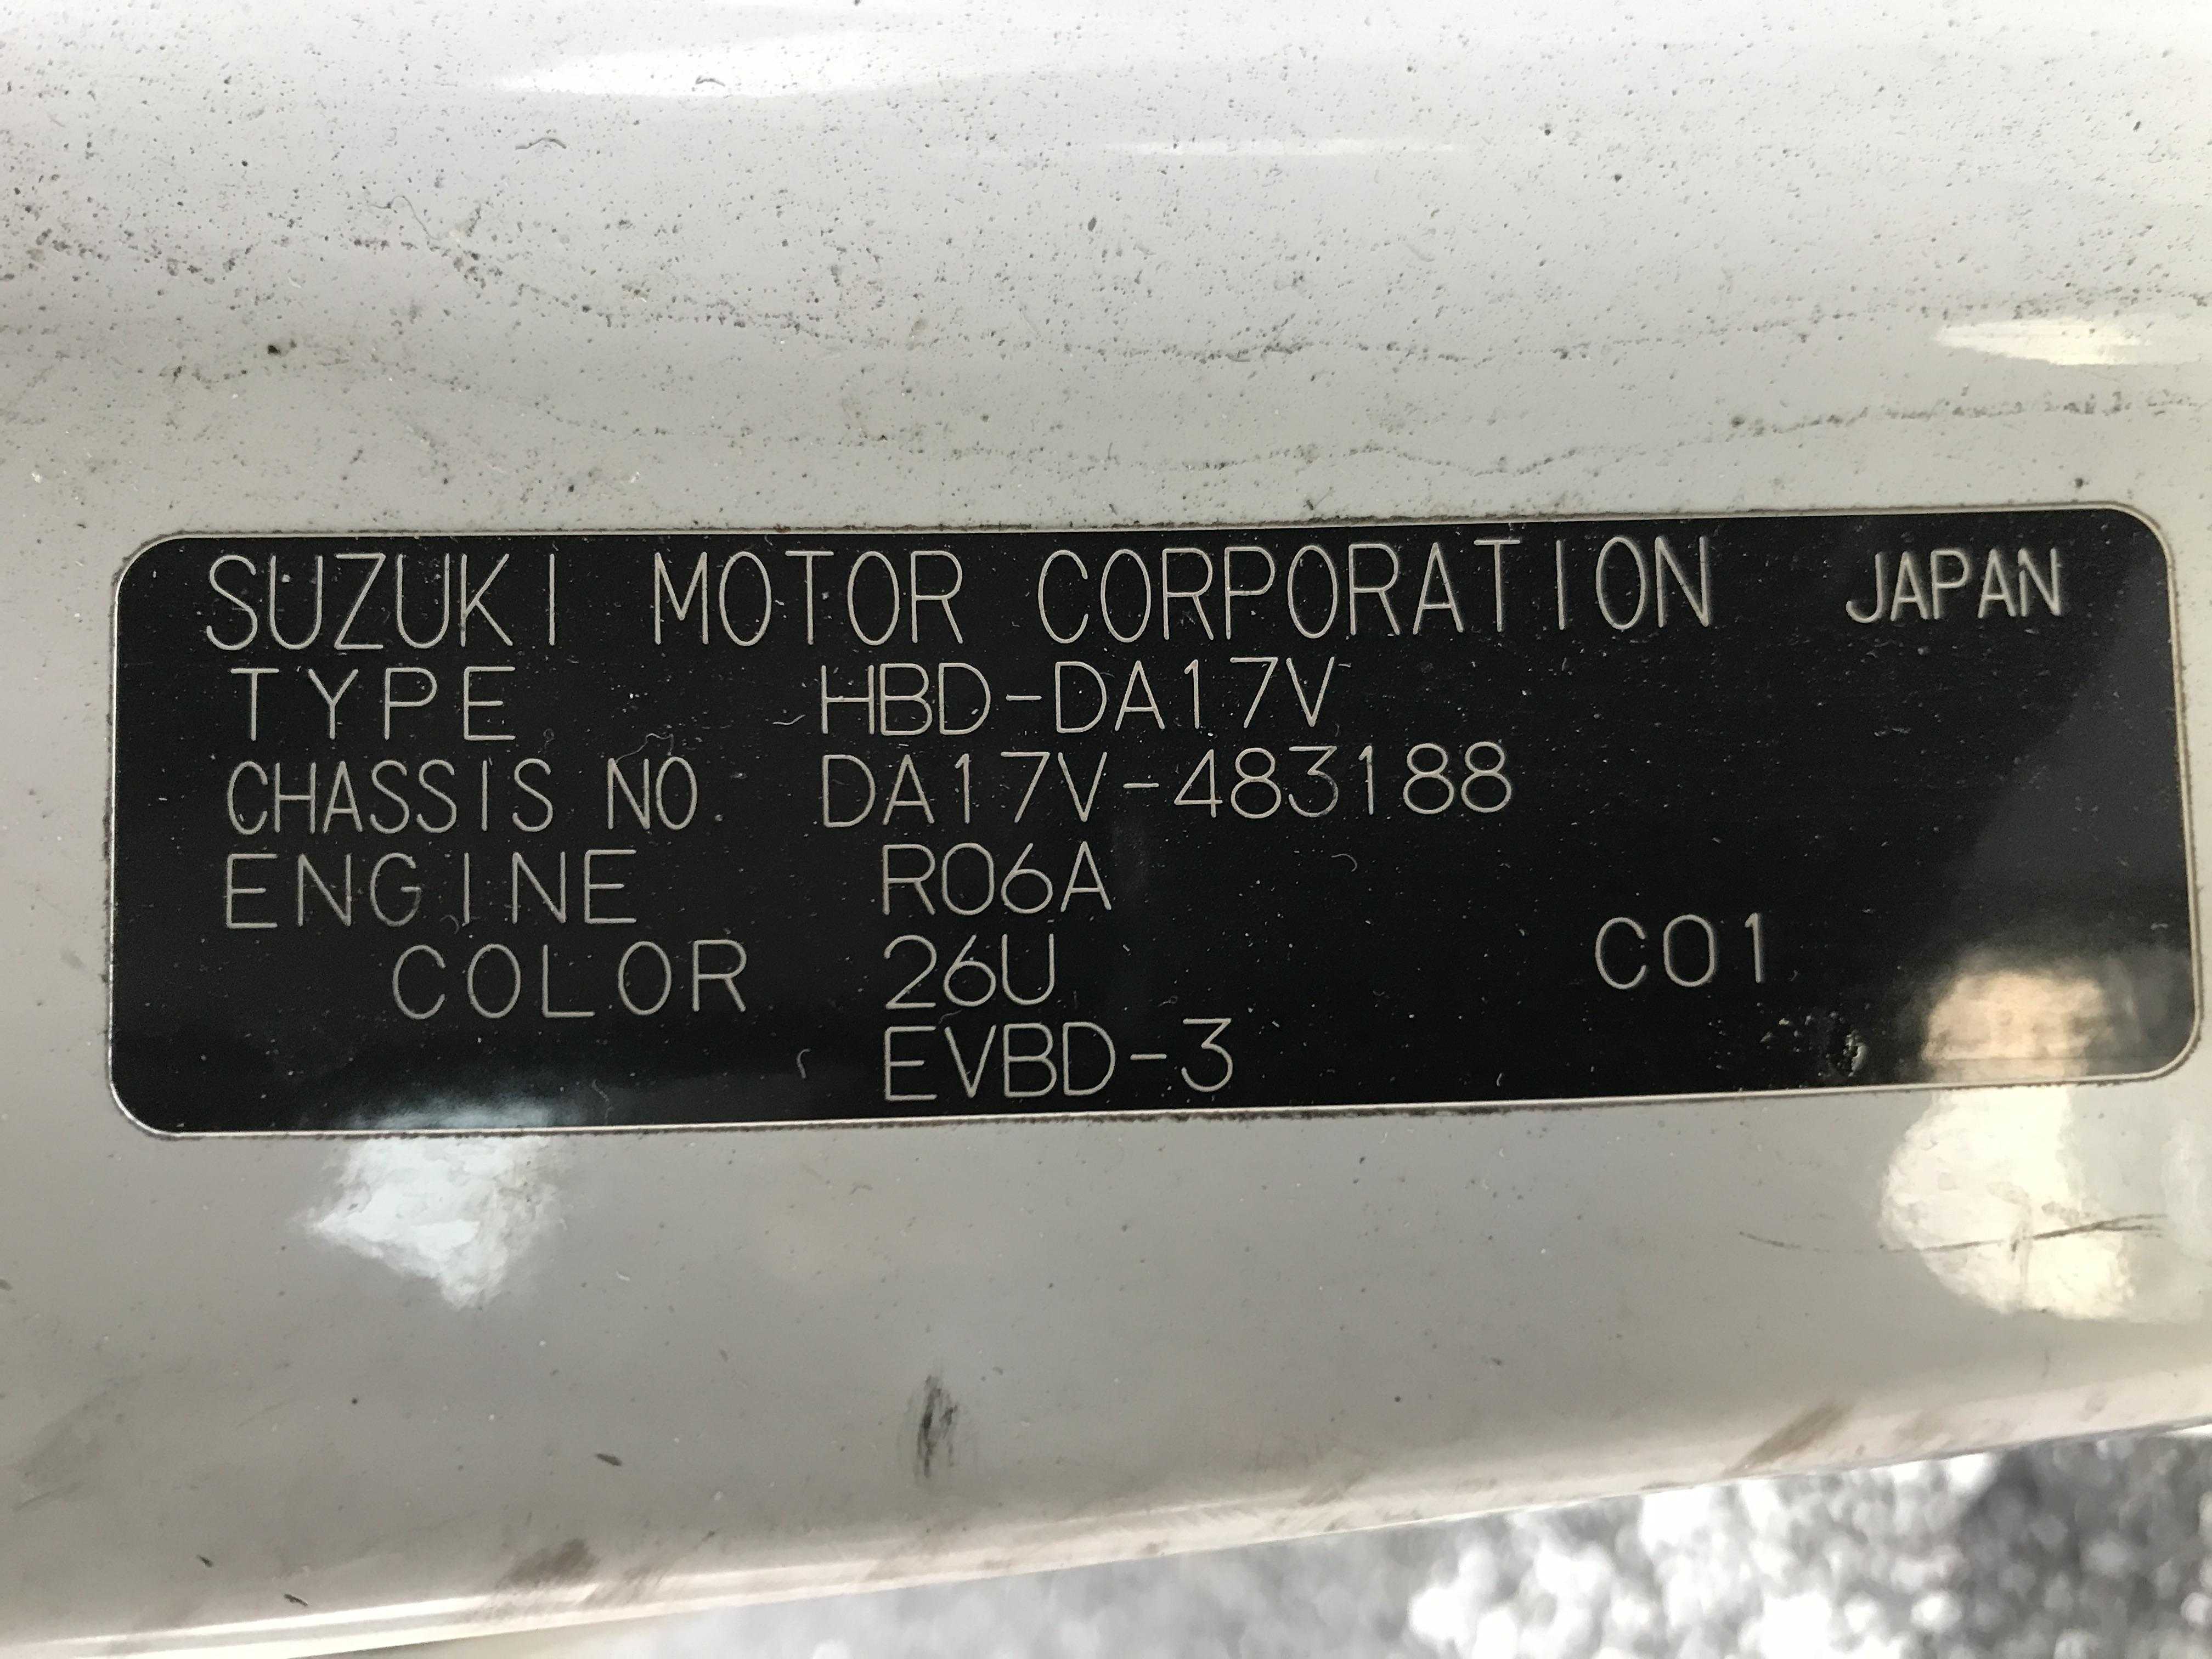 SUZUKI MOTOR CORPORATION JAPAN
TYPE HBD-DA17V
CHASSIS NO. DA17V-483188
ENGINE R06A
COLOR 26U C01
EVBD-3